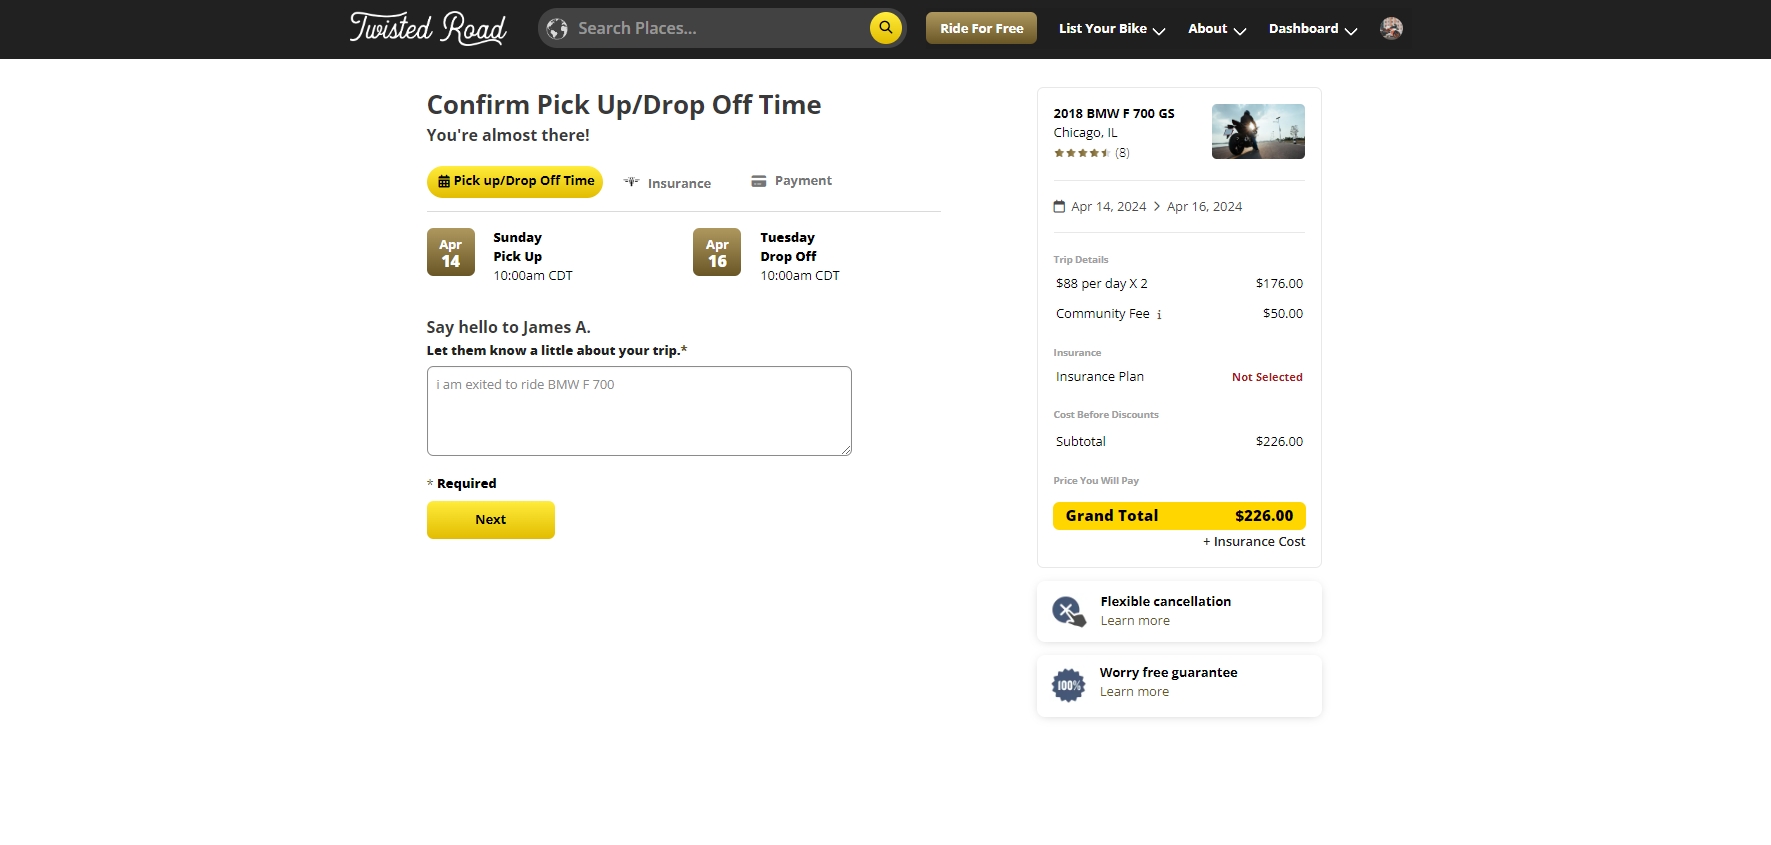 Twisted Road
Search Places...
Ride For Free
List Your Bike
About
Dashboard
Confirm Pick Up/Drop Off Time
You're almost there!
Pick up/Drop Off Time
Insurance
Payment
Apr
14
Sunday
Pick Up
10:00am CDT
Apr
16
Tuesday
Drop Off
10:00am CDT
Say hello to James A.
Let them know a little about your trip.*
i am exited to ride BMW F 700
* Required
Next
2018 BMW F 700 GS
Chicago, IL
(8)
Apr 14, 2024 > Apr 16, 2024
Trip Details
$88 per day X 2 $176.00
Community Fee i $50.00
Insurance
Insurance Plan Not Selected
Cost Before Discounts
Subtotal $226.00
Price You Will Pay
Grand Total $226.00
+ Insurance Cost
Flexible cancellation
Learn more
100%
Worry free guarantee
Learn more